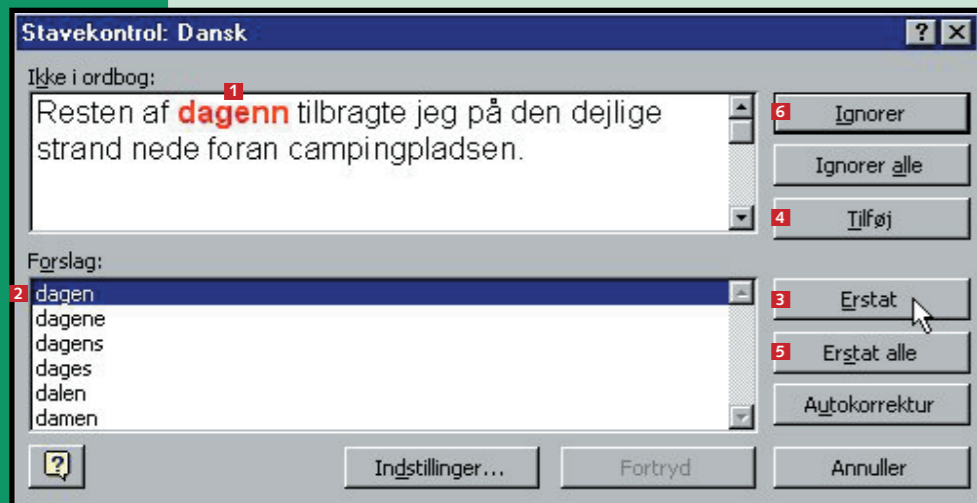 Stavekontrol: Dansk
Ikke i ordbog:
1
Resten af dagenn tilbragte jeg på den dejlige
strand nede foran campingpladsen.
6 Ignorer
Ignorer alle
4 Tilføj
Forslag:
2 dagen
dagene
dagens
dages
dalen
damen
3 Erstat
5 Erstat alle
Autokorrektur
Indstillinger... Fortryd Annuller